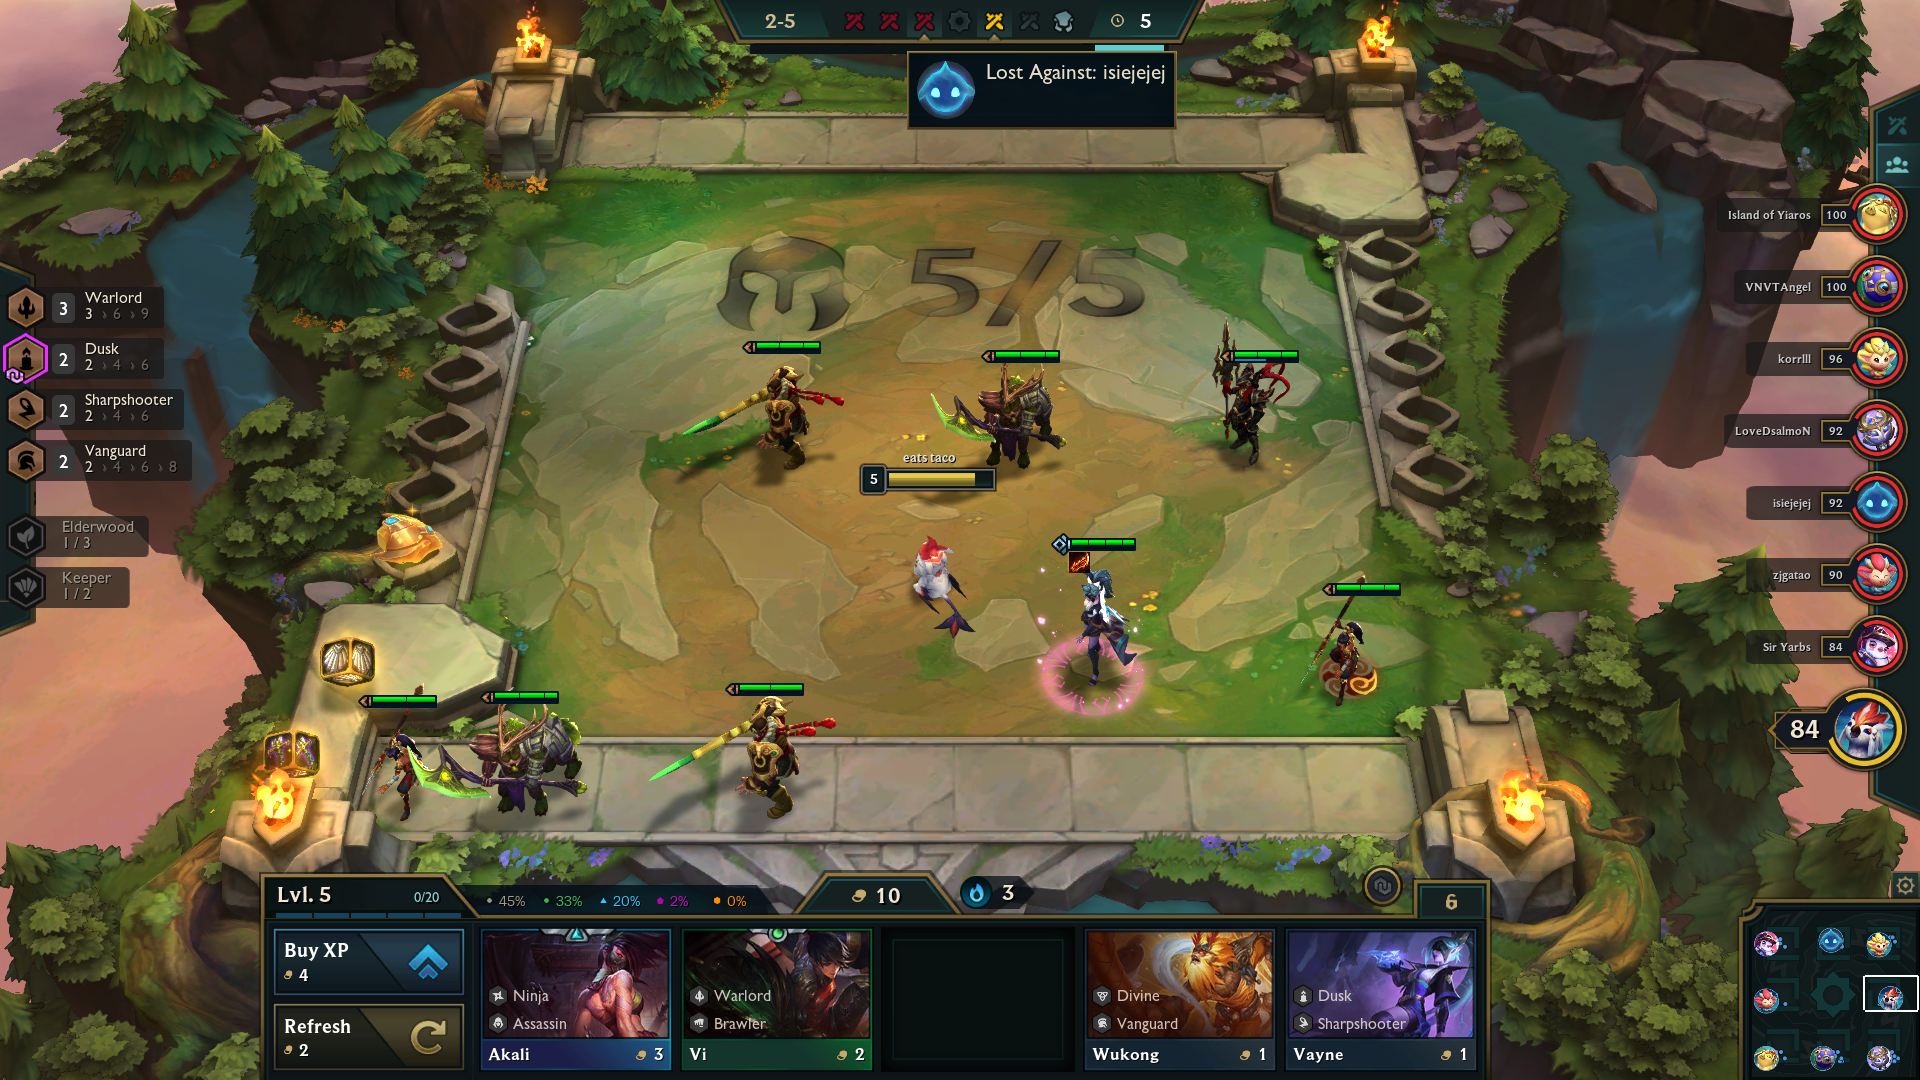 2-5
5
Lost Against: isiejejej
5/5
Island of Yiaros
100
VNVTAngel
100
korrlll
96
LoveDsalmoN
92
isiejejej
92
zjgatao
90
Sir Yarbs
84
84
3
Warlord
3 › 6 › 9
2
Dusk
2 › 4 › 6
2
Sharpshooter
2 › 4 › 6
2
Vanguard
2 › 4 › 6 › 8
Elderwood
1 / 3
Keeper
1 / 2
eats taco
5
Lvl. 5
0/20
45%
33%
20%
2%
0%
10
3
6
Buy XP
4
Refresh
2
Ninja
Assassin
Akali
3
Warlord
Brawler
Vi
2
Divine
Vanguard
Wukong
1
Dusk
Sharpshooter
Vayne
1